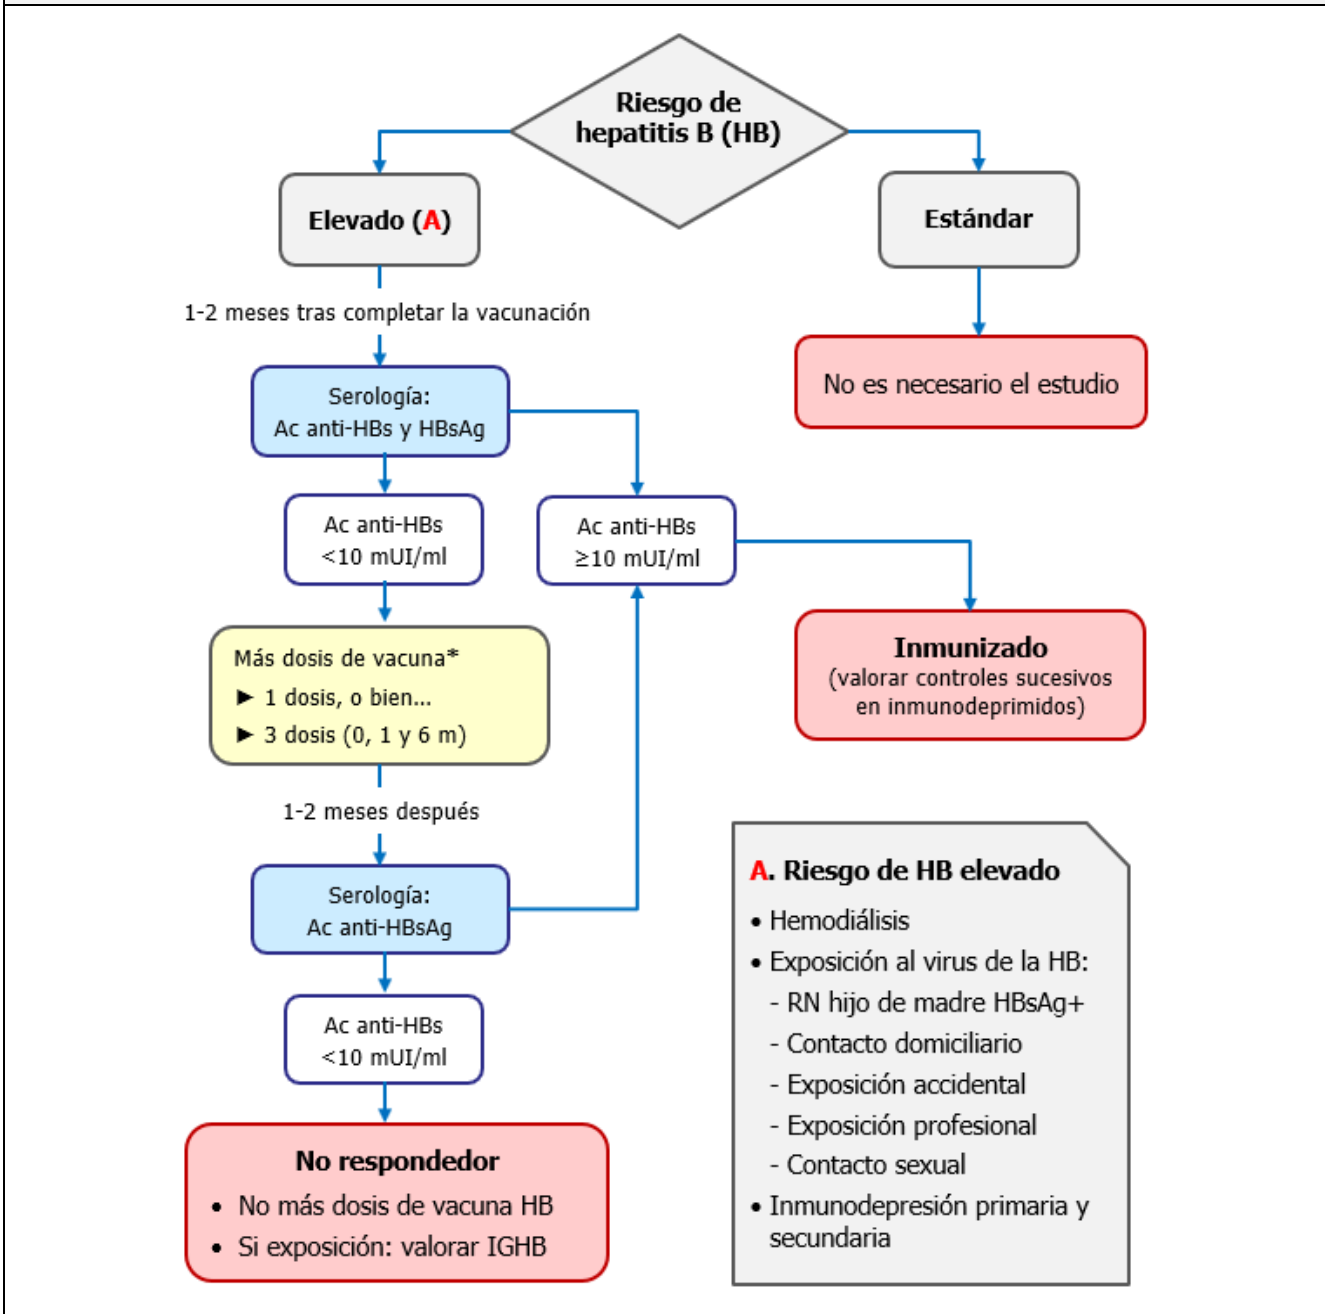 Riesgo de
hepatitis B (HB)
Elevado (A)
Estándar
1-2 meses tras completar la vacunación
No es necesario el estudio
Serología:
Ac anti-HBs y HBsAg
Ac anti-HBs
<10 mUI/ml
Ac anti-HBs
≥10 mUI/ml
Más dosis de vacuna*
► 1 dosis, o bien...
► 3 dosis (0, 1 y 6 m)
Inmunizado
(valorar controles sucesivos
en inmunodeprimidos)
1-2 meses después
Serología:
Ac anti-HBsAg
Ac anti-HBs
<10 mUI/ml
No respondedor
• No más dosis de vacuna HB
• Si exposición: valorar IGHB
A. Riesgo de HB elevado
• Hemodiálisis
• Exposición al virus de la HB:
- RN hijo de madre HBsAg+
- Contacto domiciliario
- Exposición accidental
- Exposición profesional
- Contacto sexual
• Inmunodepresión primaria y
secundaria